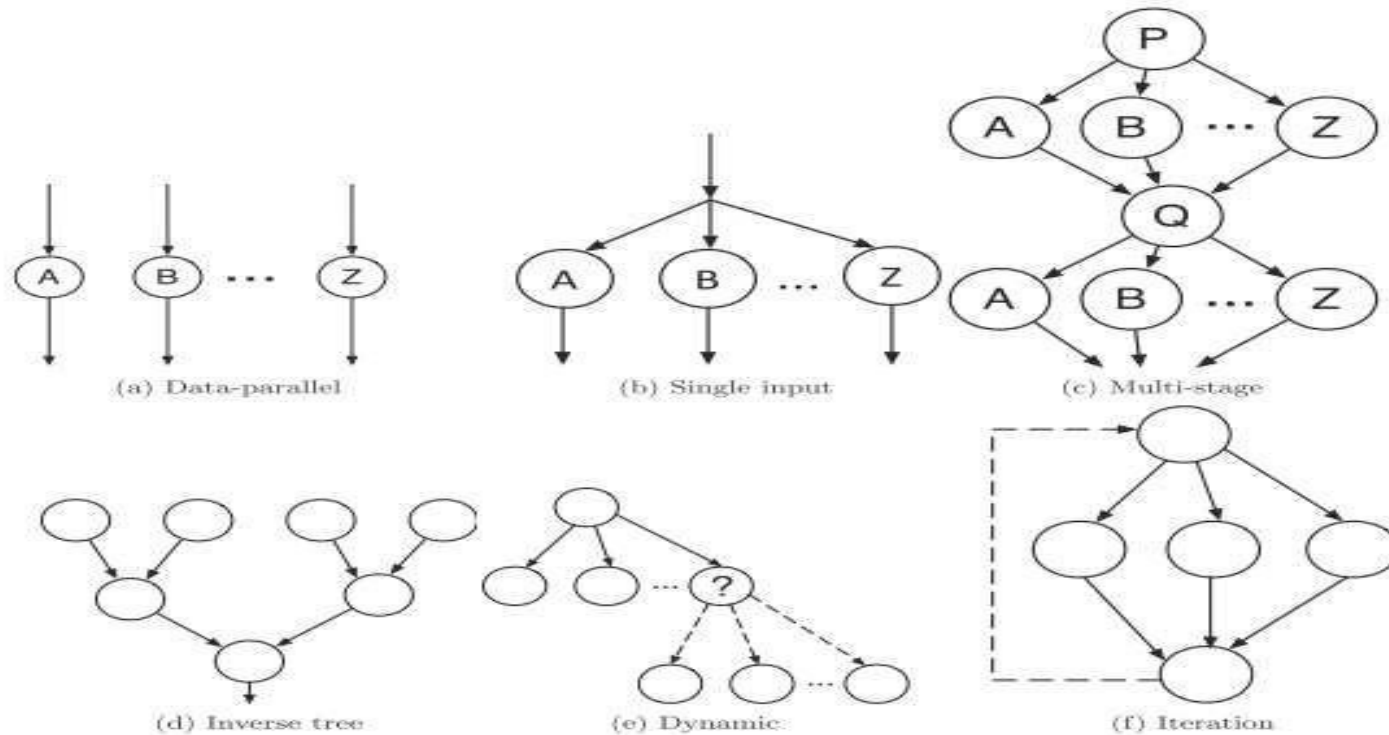 P
A B ... Z
Q
A B ... Z
A B ... Z
A B ... Z
(a) Data-parallel
(b) Single input
(c) Multi-stage
... ?
...
(d) Inverse tree
(e) Dynamic
(f) Iteration